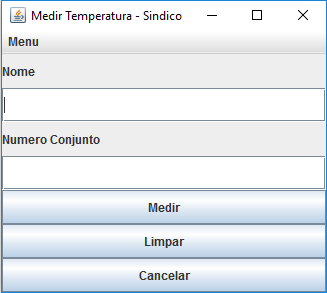 Medir Temperatura - Sindico
Menu
Nome
Numero Conjunto
Medir
Limpar
Cancelar